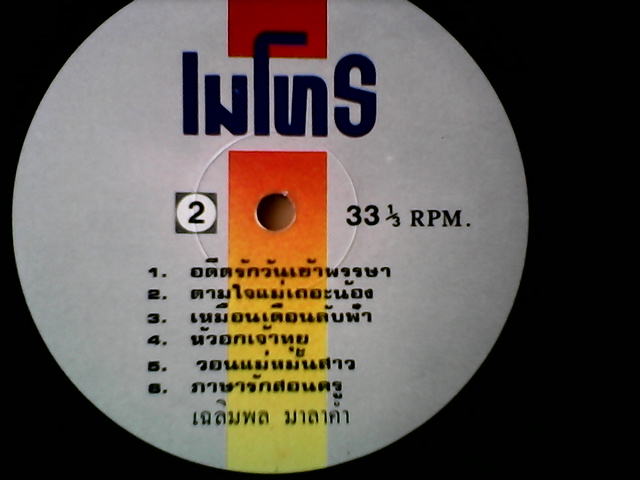 ไมโทร
2 33 1/3 RPM.
1. อดีตรักวันเข้าพรรษา
2. ตามใจแม่เถอะน้อง
3. เหมือนเดือนลับฟ้า
4. หัวอกเจ้าทุย
5. วอนแม่หม้นสาว
6. ภาษารักสอนครู
เฉลิมพล มาลาคำ